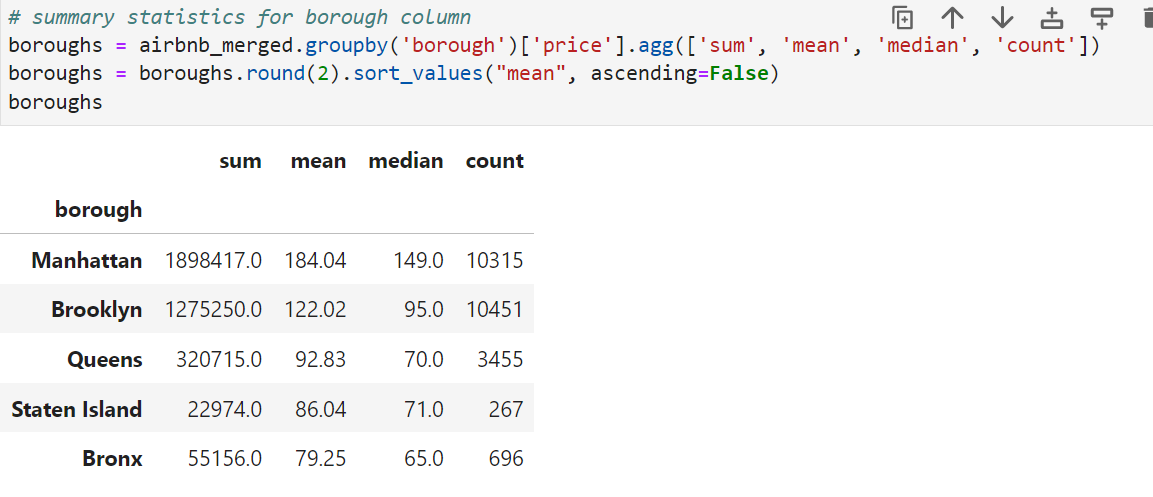 # summary statistics for borough column
boroughs = airbnb_merged.groupby('borough')['price'].agg(['sum', 'mean', 'median', 'count'])
boroughs = boroughs.round(2).sort_values("mean", ascending=False)
boroughs
sum mean median count
borough
Manhattan 1898417.0 184.04 149.0 10315
Brooklyn 1275250.0 122.02 95.0 10451
Queens 320715.0 92.83 70.0 3455
Staten Island 22974.0 86.04 71.0 267
Bronx 55156.0 79.25 65.0 696